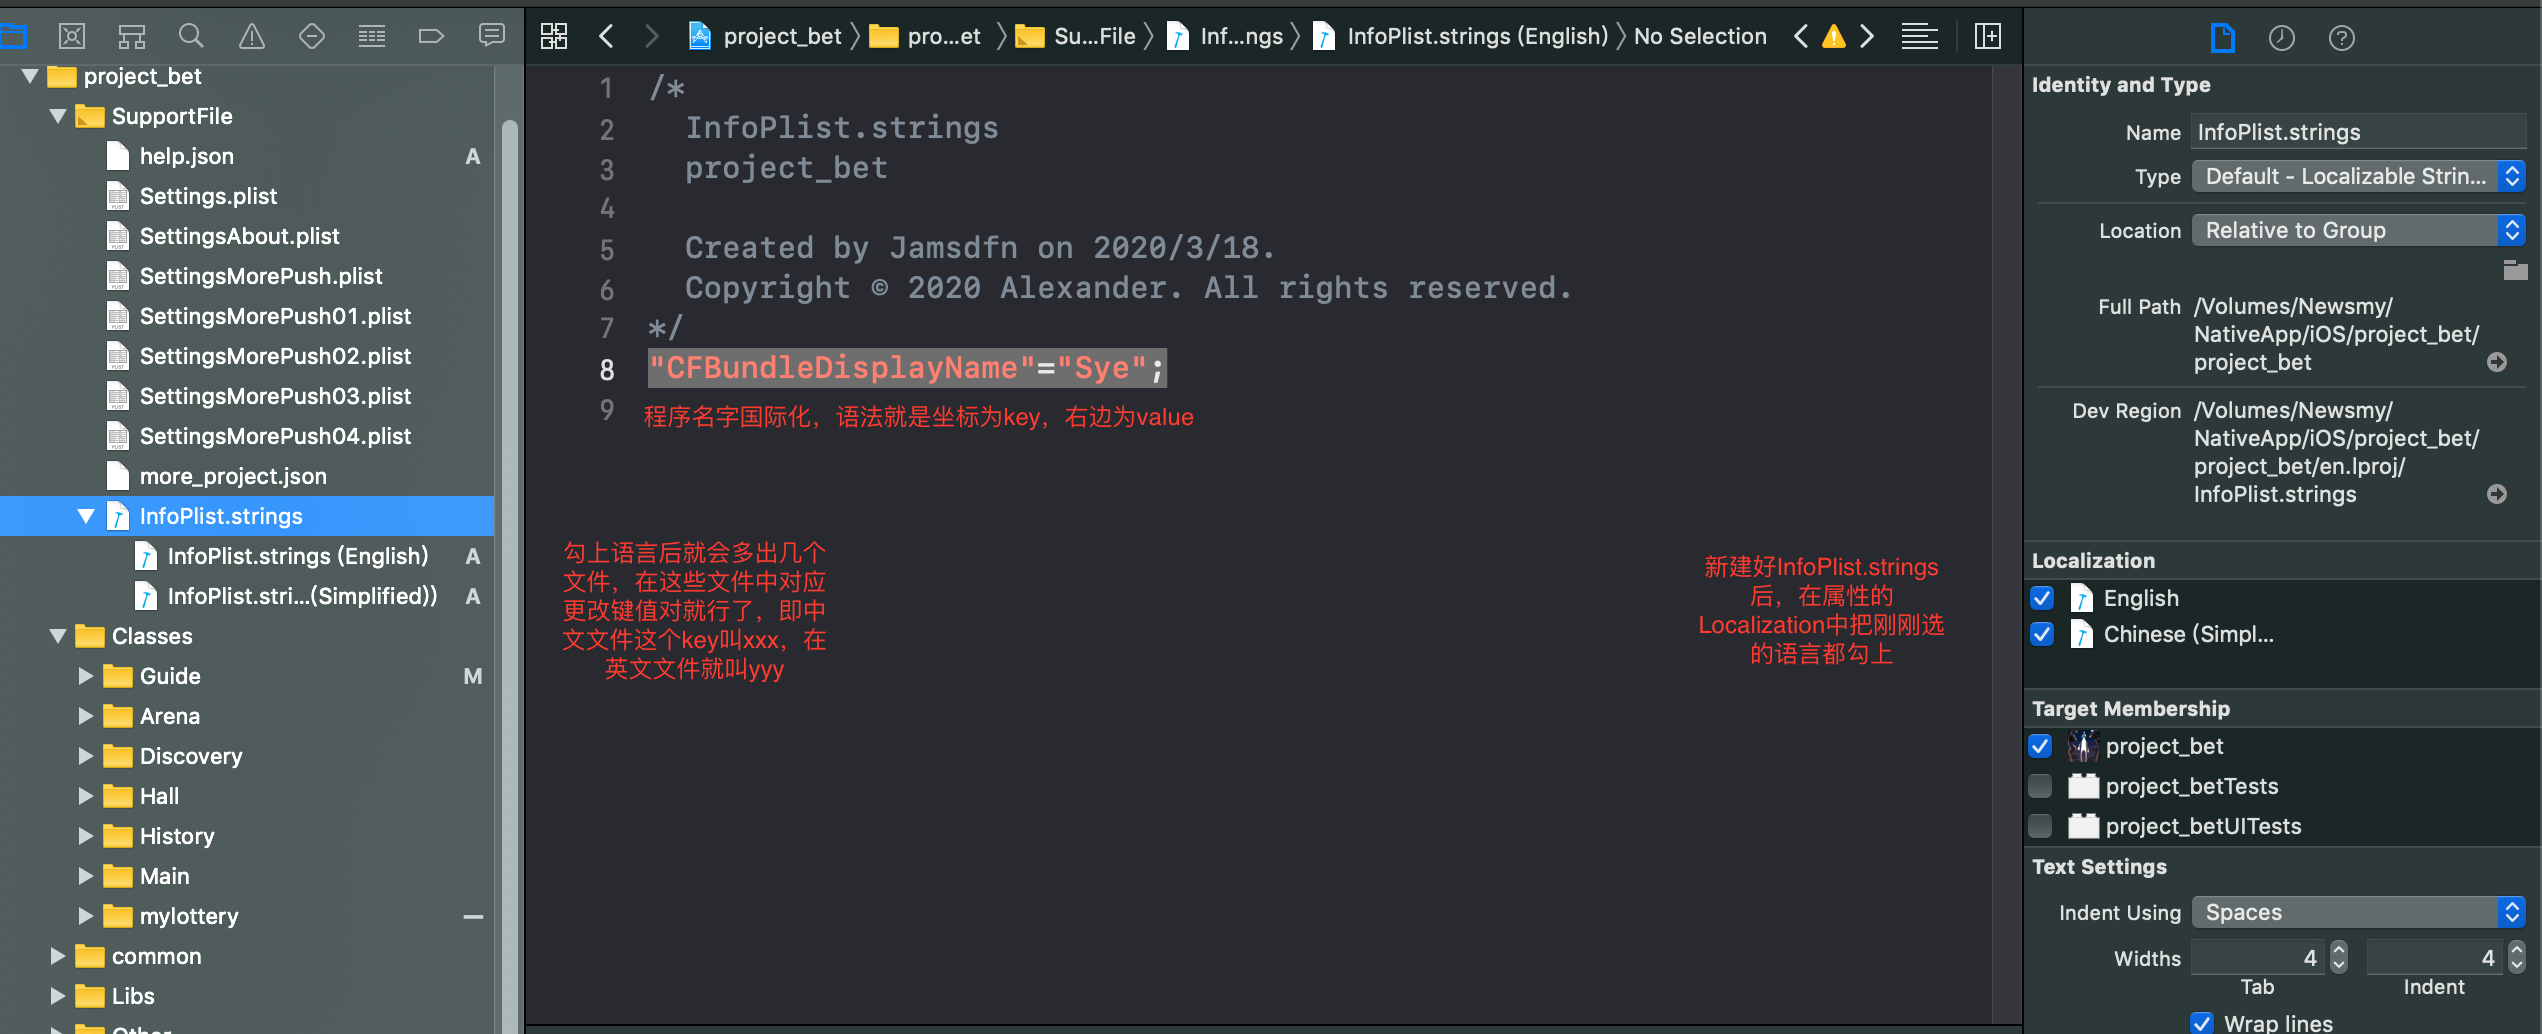 project_bet
SupportFile
help.json A
Settings.plist
SettingsAbout.plist
SettingsMorePush.plist
SettingsMorePush01.plist
SettingsMorePush02.plist
SettingsMorePush03.plist
SettingsMorePush04.plist
more_project.json
InfoPlist.strings
InfoPlist.strings (English) A
InfoPlist.stri...(Simplified)) A
Classes
Guide M
Arena
Discovery
Hall
History
Main
mylottery
common
Libs
Other
project_bet pro...et Su...File Inf...ngs InfoPlist.strings (English) No Selection
1 /*
2 InfoPlist.strings
3 project_bet
4
5 Created by Jamsdfn on 2020/3/18.
6 Copyright © 2020 Alexander. All rights reserved.
7 */
8 "CFBundleDisplayName"="Sye";
9
程序名字国际化，语法就是坐标为key，右边为value
勾上语言后就会多出几个
文件，在这些文件中对应
更改键值对就行了，即中
文文件这个key叫xxx，在
英文文件就叫yyy
新建好InfoPlist.strings
后，在属性的
Localization中把刚刚选
的语言都勾上
Identity and Type
Name InfoPlist.strings
Type Default - Localizable Strin...
Location Relative to Group
Full Path /Volumes/Newsmy/
NativeApp/iOS/project_bet/
project_bet
Dev Region /Volumes/Newsmy/
NativeApp/iOS/project_bet/
project_bet/en.lproj/
InfoPlist.strings
Localization
English
Chinese (Simpl...
Target Membership
project_bet
project_betTests
project_betUITests
Text Settings
Indent Using Spaces
Widths 4 4
Tab Indent
Wrap lines